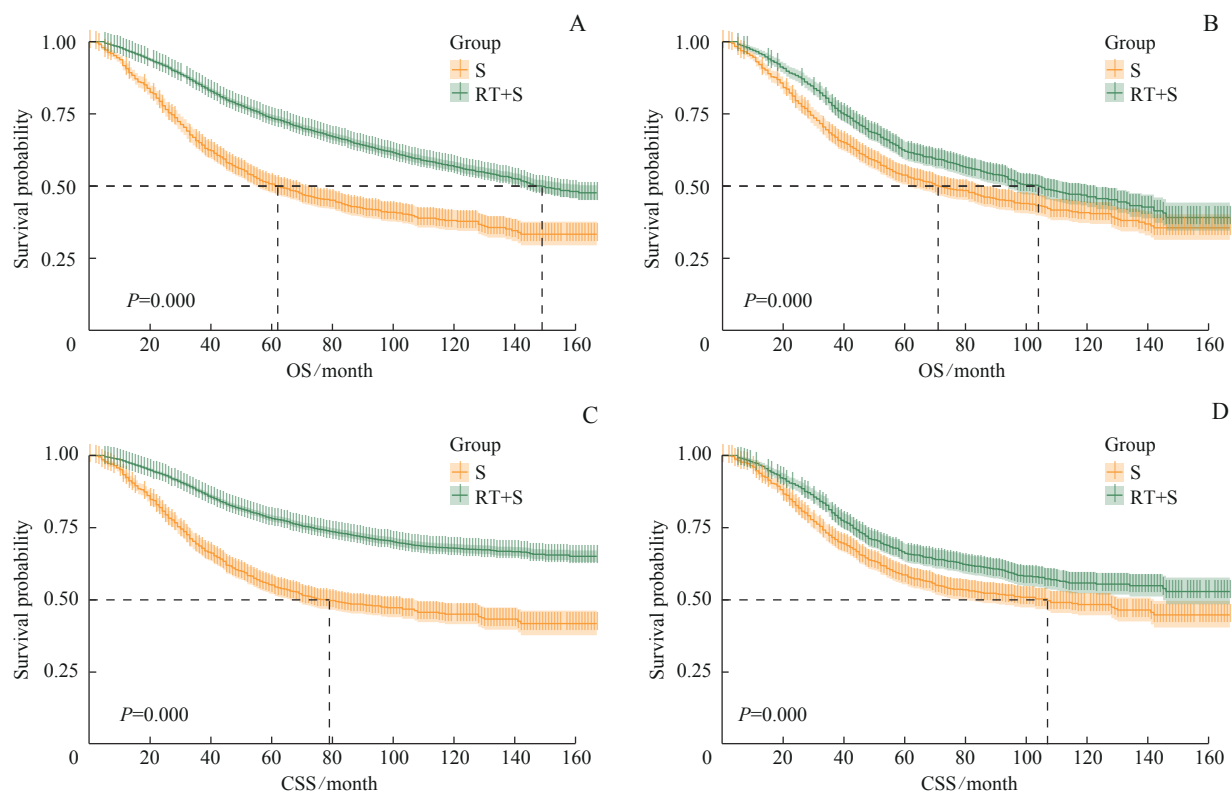 A
Group
S
RT+S
Survival probability
1.00
0.75
0.50
0.25
0
P=0.000
20 40 60 80 100 120 140 160
OS/month
B
Group
S
RT+S
Survival probability
1.00
0.75
0.50
0.25
0
P=0.000
20 40 60 80 100 120 140 160
OS/month
C
Group
S
RT+S
Survival probability
1.00
0.75
0.50
0.25
0
P=0.000
20 40 60 80 100 120 140 160
CSS/month
D
Group
S
RT+S
Survival probability
1.00
0.75
0.50
0.25
0
P=0.000
20 40 60 80 100 120 140 160
CSS/month